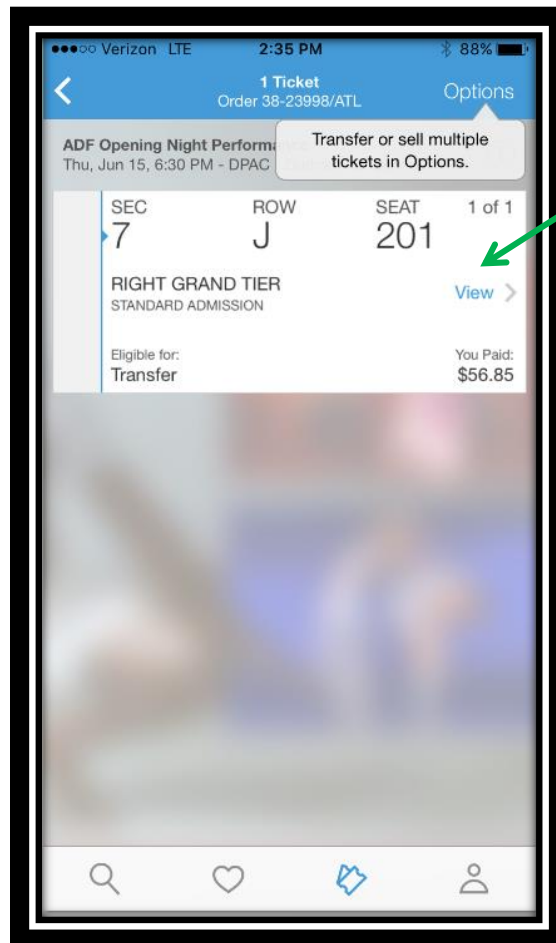 Verizon LTE 2:35 PM 88%
1 Ticket
Order 38-23998/ATL
Options
Transfer or sell multiple
tickets in Options.
ADF Opening Night
Thu, Jun 15, 6:30 PM - DPAC
SEC ROW SEAT 1 of 1
7 J 201
RIGHT GRAND TIER
STANDARD ADMISSION
View
Eligible for: You Paid:
Transfer $56.85